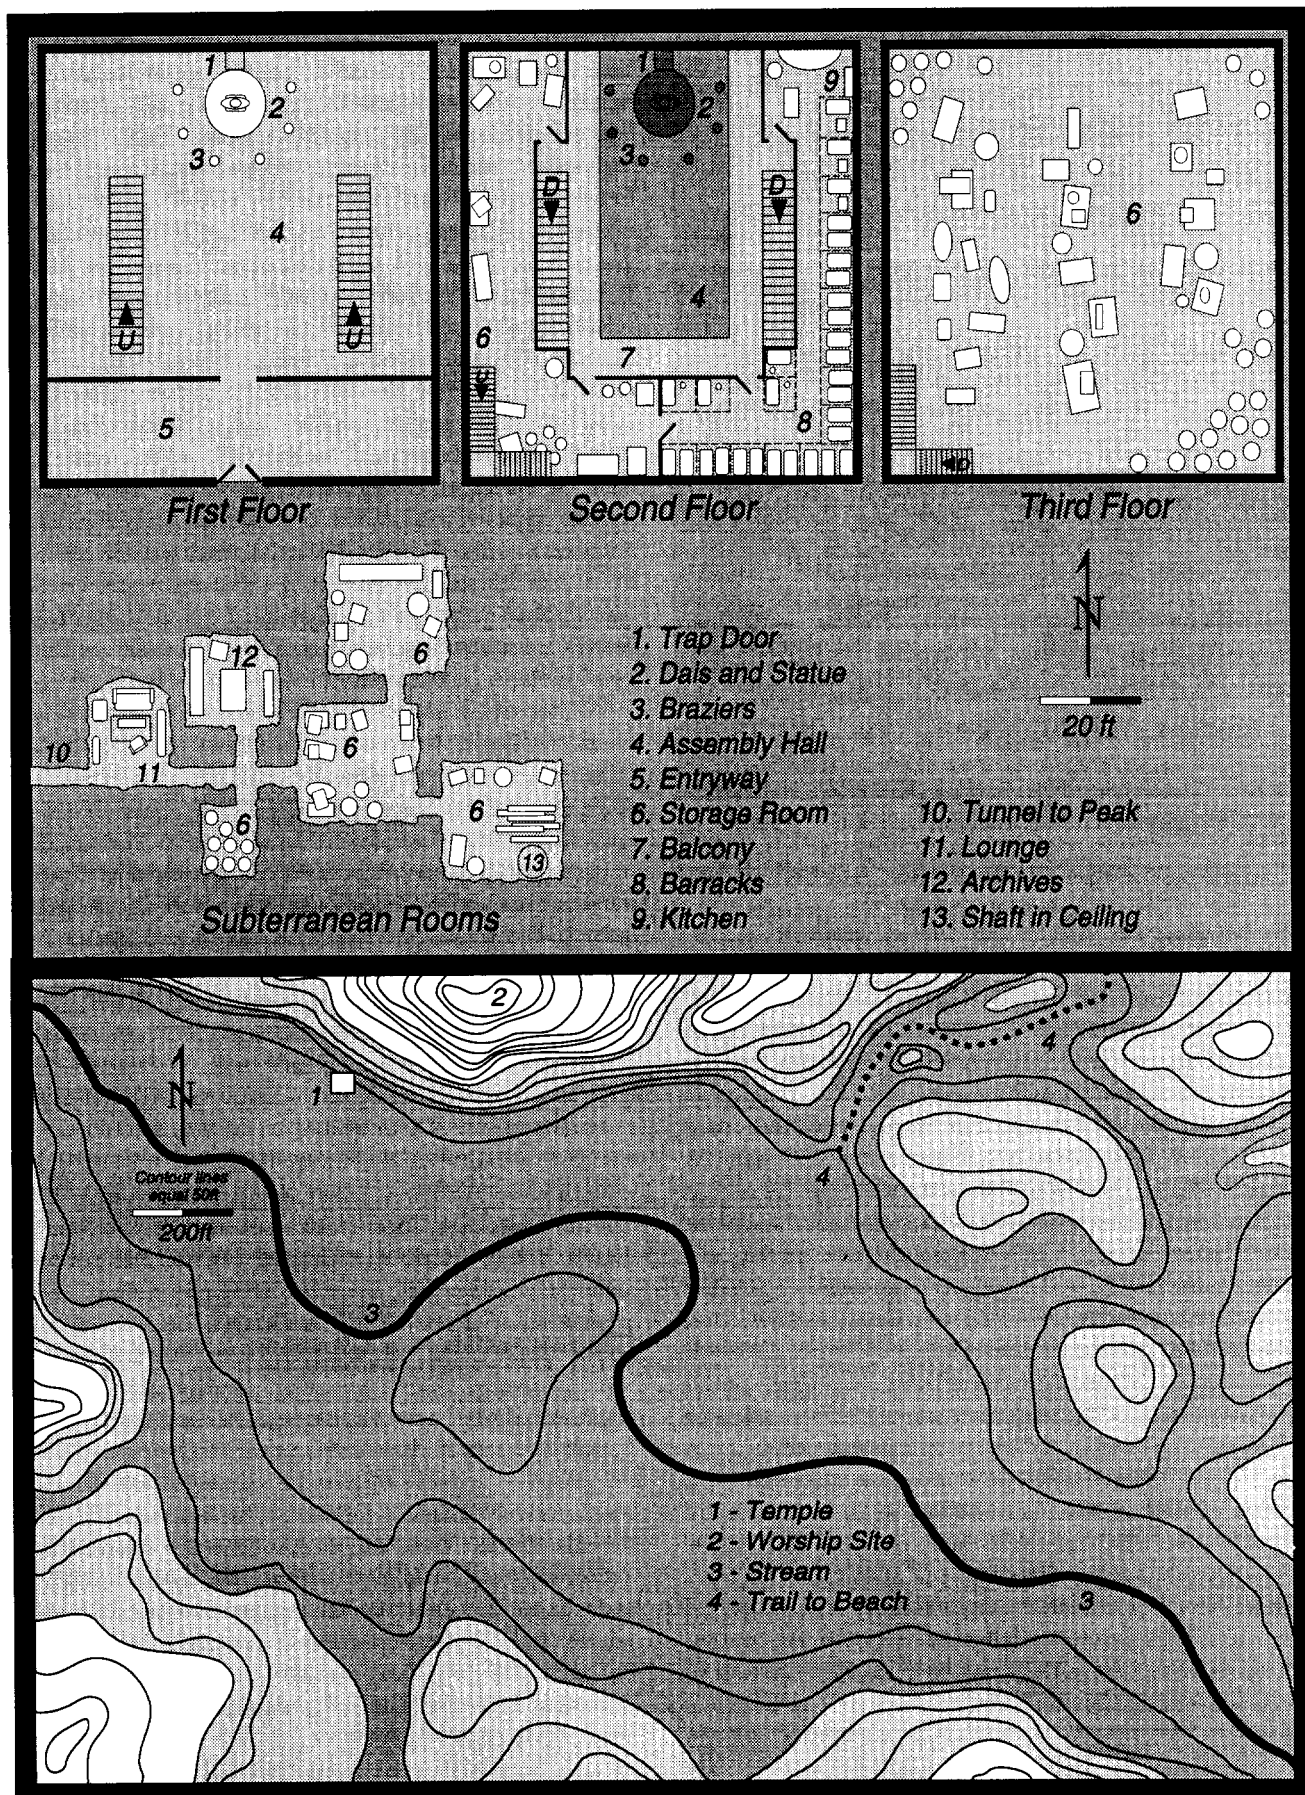 1
2
3
4
U
U
5
First Floor
1
2
3
D
D
4
6
7
U
8
9
Second Floor
6
D
Third Floor
6
12
6
10
11
6
6
13
Subterranean Rooms
1. Trap Door
2. Dais and Statue
3. Braziers
4. Assembly Hall
5. Entryway
6. Storage Room
7. Balcony
8. Barracks
9. Kitchen
N
20 ft
10. Tunnel to Peak
11. Lounge
12. Archives
13. Shaft in Ceiling
2
4
1
N
4
Contour lines
equal 50ft
200ft
3
1 - Temple
2 - Worship Site
3 - Stream
4 - Trail to Beach
3